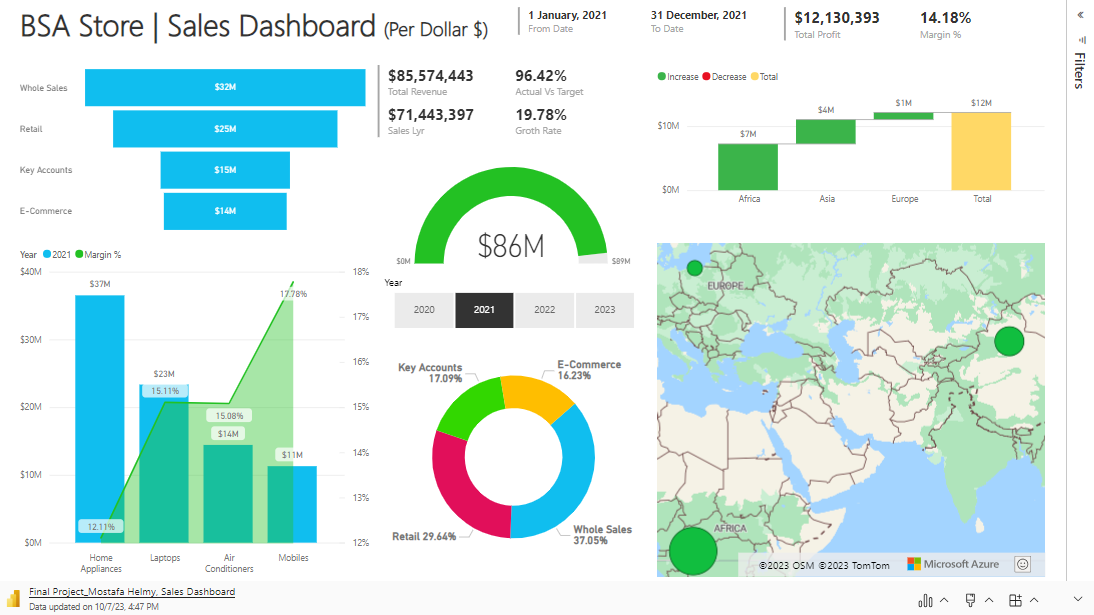 BSA Store | Sales Dashboard (Per Dollar $)
1 January, 2021
From Date
31 December, 2021
To Date
$12,130,393
Total Profit
14.18%
Margin %
Filters
Whole Sales
$32M
Retail
$25M
Key Accounts
$15M
E-Commerce
$14M
$85,574,443
Total Revenue
96.42%
Actual Vs Target
$71,443,397
Sales Lyr
19.78%
Groth Rate
Increase Decrease Total
$10M
$0M
$7M
$4M
$1M
$12M
Africa Asia Europe Total
$86M
$0M
$89M
Year
2020 2021 2022 2023
Year 2021 Margin %
$40M
$30M
$20M
$10M
$0M
18%
17%
16%
15%
14%
13%
12%
$37M
$23M
$14M
$11M
12.11%
15.11%
15.08%
17.78%
Home
Appliances
Laptops
Air
Conditioners
Mobiles
Key Accounts
17.09%
E-Commerce
16.23%
Retail 29.64%
Whole Sales
37.05%
EUROPE
AFRICA
©2023 OSM ©2023 TomTom
Microsoft Azure
Final Project_Mostafa Helmy, Sales Dashboard
Data updated on 10/7/23, 4:47 PM